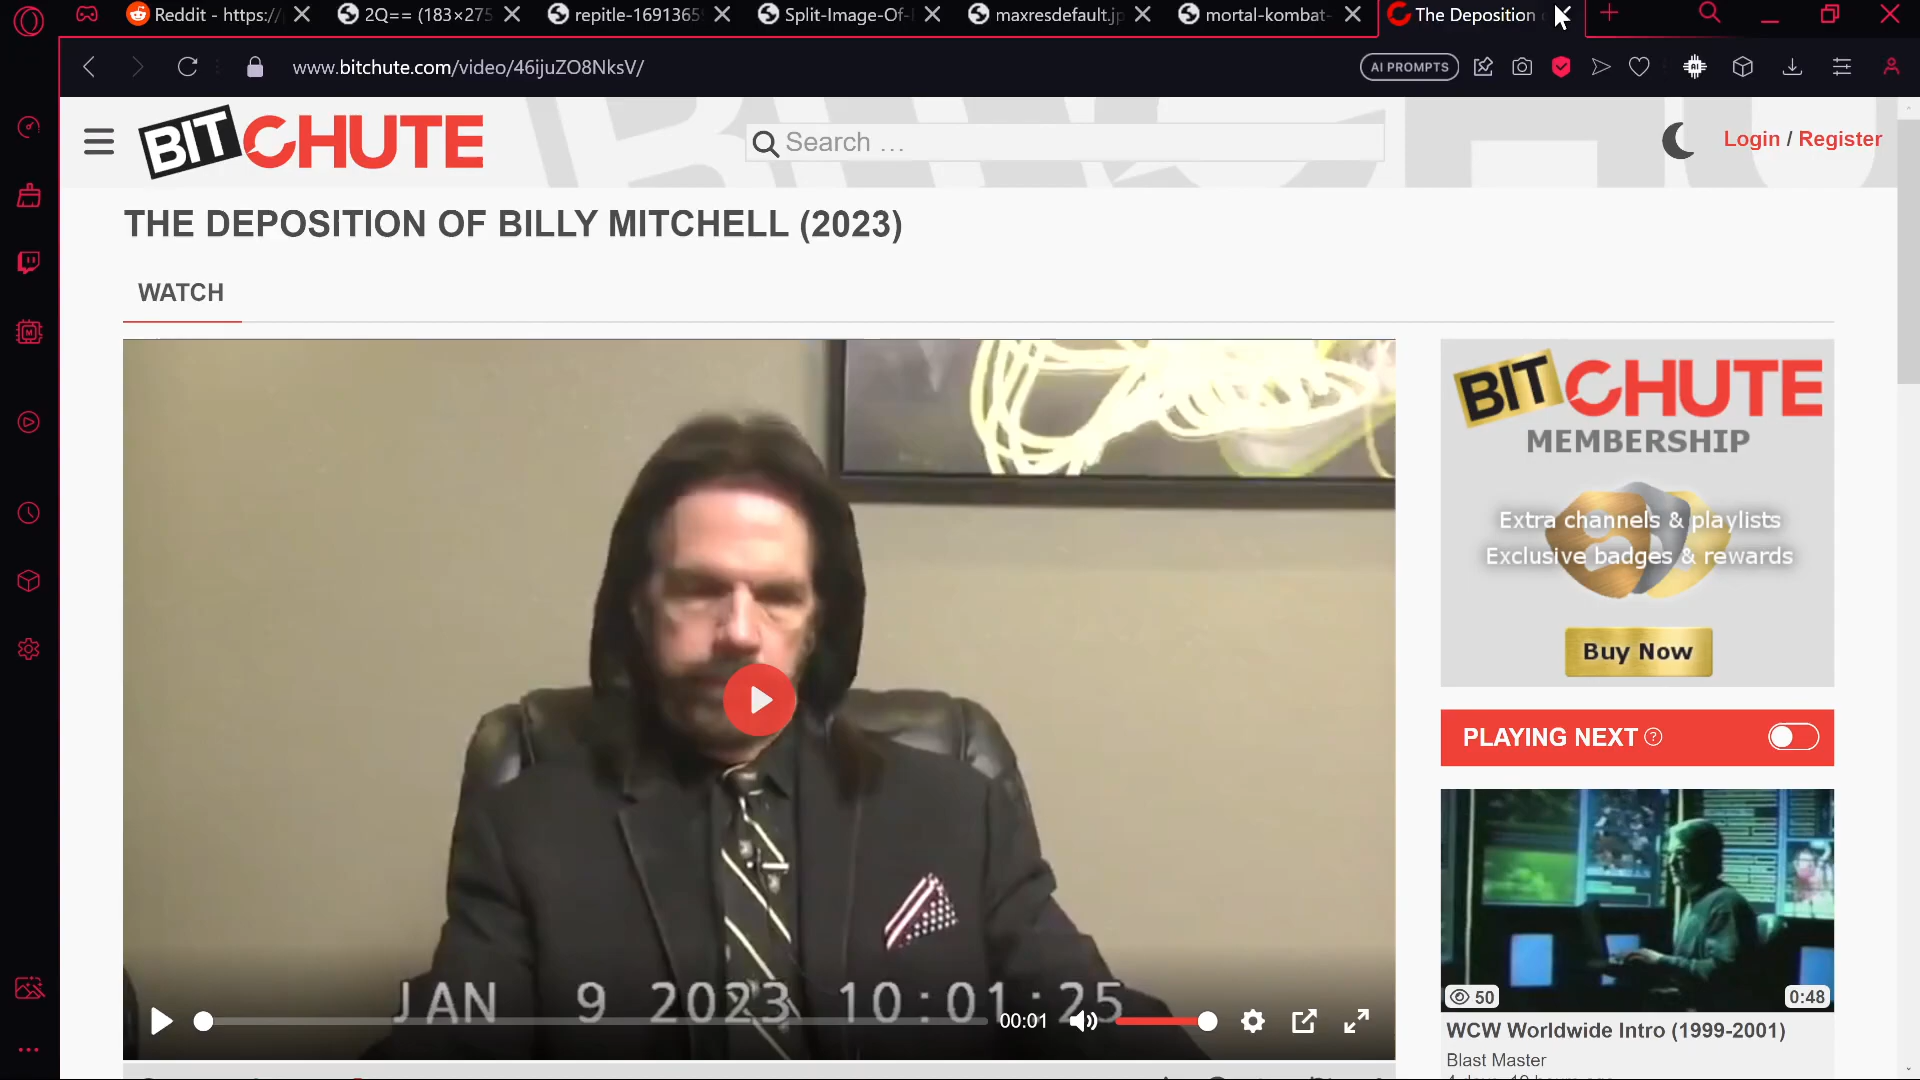 Reddit - https://
2Q== (183×275
repitle-1691365
Split-Image-Of-
maxresdefault.jp
mortal-kombat-
The Deposition
www.bitchute.com/video/46ijuZO8NksV/
AI PROMPTS
BITCHUTE
Search …
Login / Register
THE DEPOSITION OF BILLY MITCHELL (2023)
WATCH
JAN 9 2023 10:01:25
00:01
BITCHUTE
MEMBERSHIP
Extra channels & playlists
Exclusive badges & rewards
Buy Now
PLAYING NEXT
50
0:48
WCW Worldwide Intro (1999-2001)
Blast Master